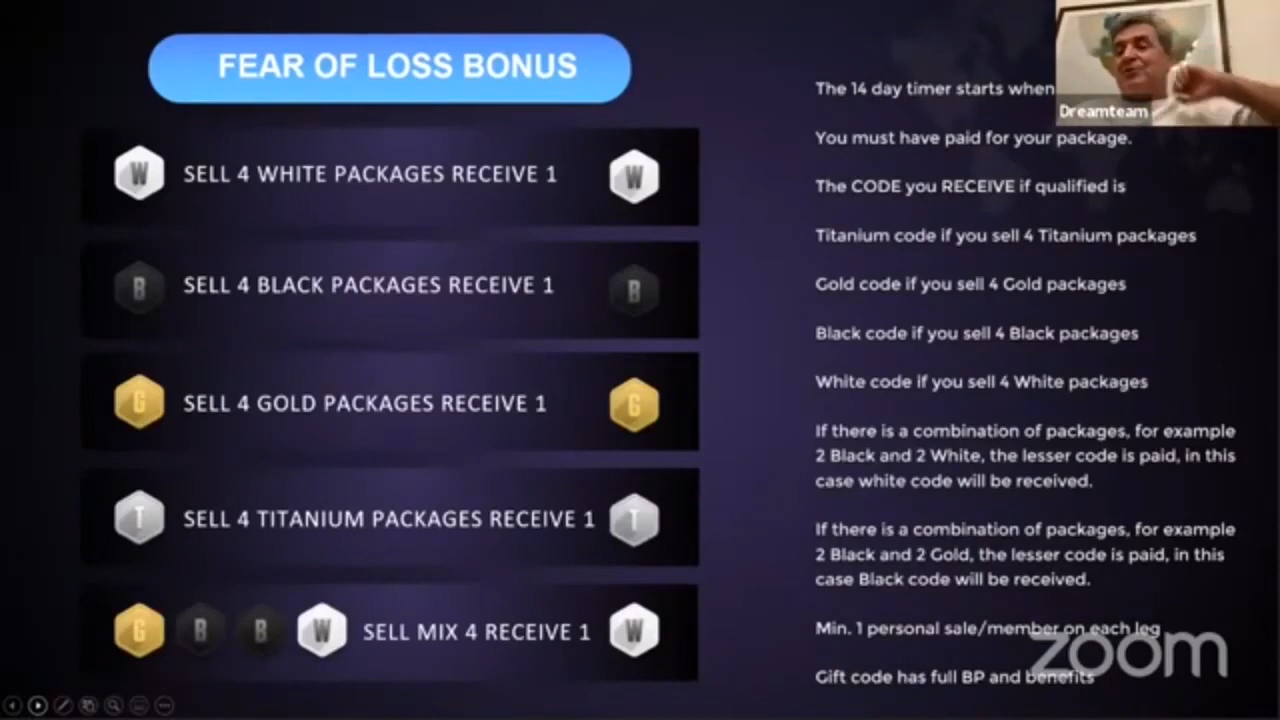 FEAR OF LOSS BONUS
W SELL 4 WHITE PACKAGES RECEIVE 1 W
B SELL 4 BLACK PACKAGES RECEIVE 1 B
G SELL 4 GOLD PACKAGES RECEIVE 1 G
T SELL 4 TITANIUM PACKAGES RECEIVE 1 T
G B B W SELL MIX 4 RECEIVE 1 W
The 14 day timer starts when
You must have paid for your package.
The CODE you RECEIVE if qualified is
Titanium code if you sell 4 Titanium packages
Gold code if you sell 4 Gold packages
Black code if you sell 4 Black packages
White code if you sell 4 White packages
If there is a combination of packages, for example
2 Black and 2 White, the lesser code is paid, in this
case white code will be received.
If there is a combination of packages, for example
2 Black and 2 Gold, the lesser code is paid, in this
case Black code will be received.
Min. 1 personal sale/member on each leg
Gift code has full BP and benefits
Dreamteam
zoom